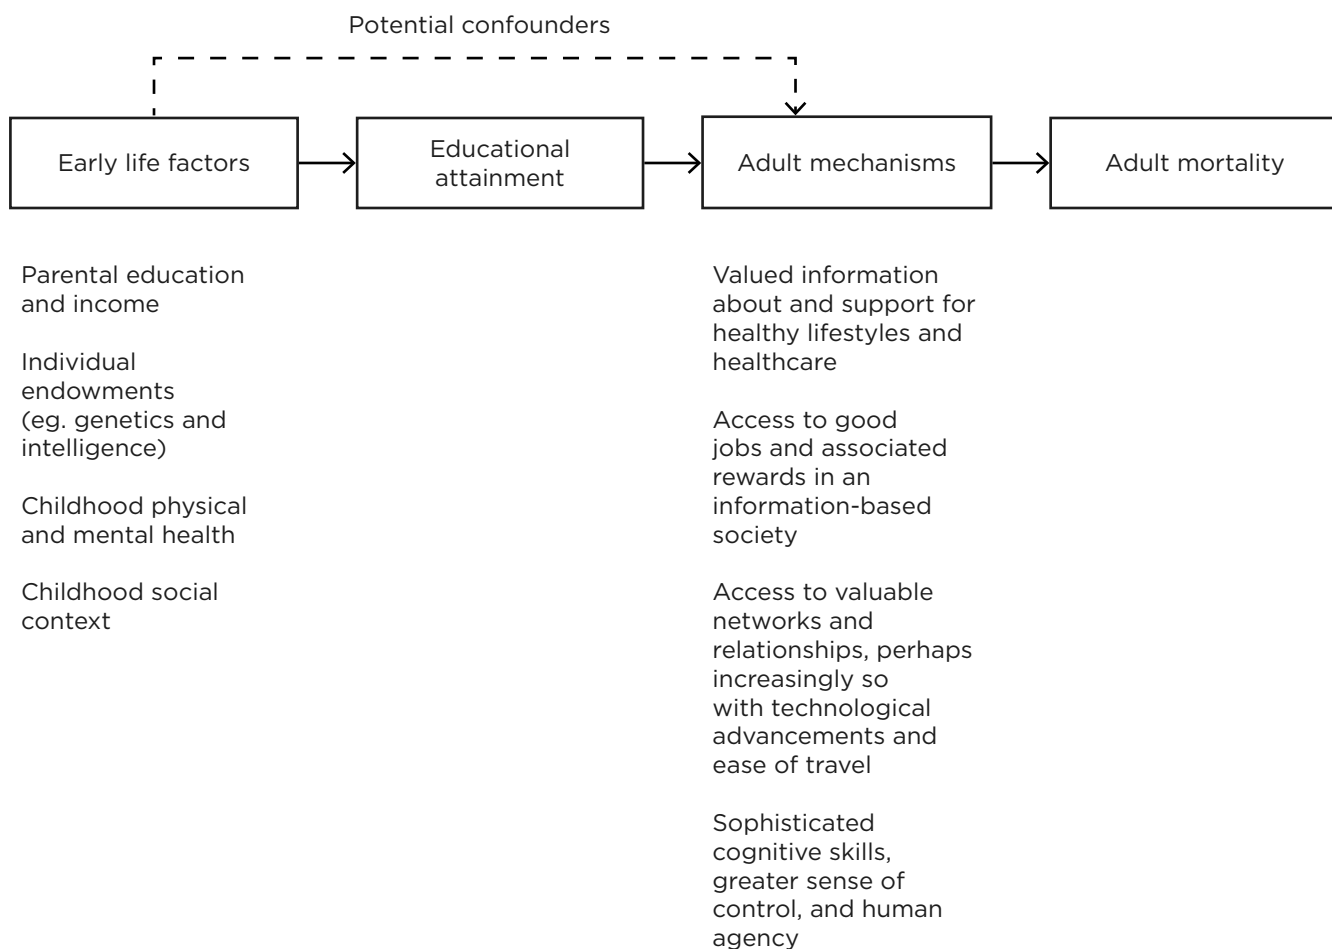 Potential confounders
Early life factors
Educational
attainment
Adult mechanisms
Adult mortality
Parental education
and income
Individual
endowments
(eg. genetics and
intelligence)
Childhood physical
and mental health
Childhood social
context
Valued information
about and support for
healthy lifestyles and
healthcare
Access to good
jobs and associated
rewards in an
information-based
society
Access to valuable
networks and
relationships, perhaps
increasingly so
with technological
advancements and
ease of travel
Sophisticated
cognitive skills,
greater sense of
control, and human
agency